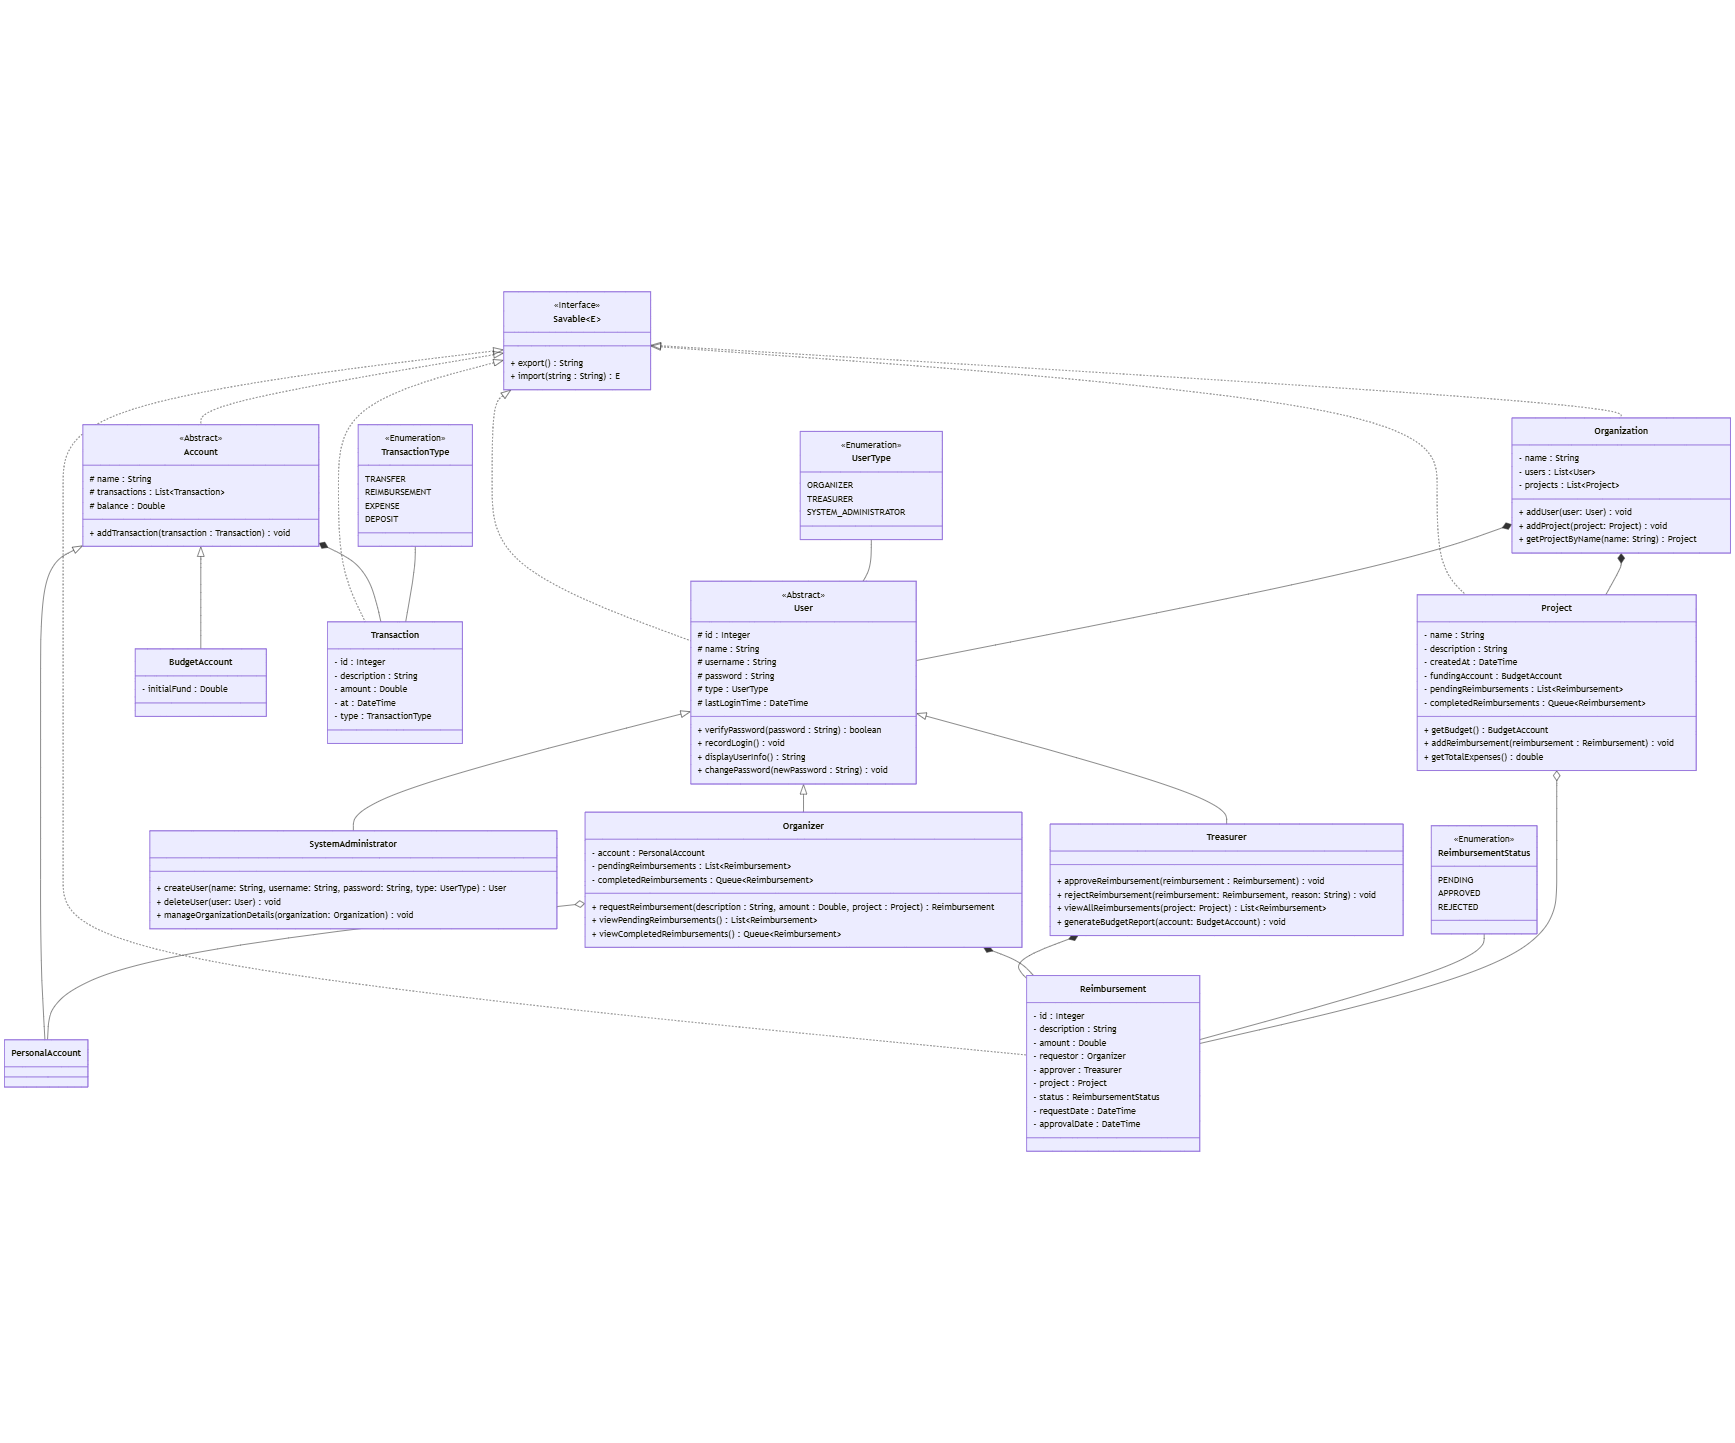 «Interface»
Savable<E>
+ export() : String
+ import(string : String) : E
«Abstract»
Account
# name : String
# transactions : List<Transaction>
# balance : Double
+ addTransaction(transaction : Transaction) : void
«Enumeration»
TransactionType
TRANSFER
REIMBURSEMENT
EXPENSE
DEPOSIT
«Enumeration»
UserType
ORGANIZER
TREASURER
SYSTEM_ADMINISTRATOR
Organization
- name : String
- users : List<User>
- projects : List<Project>
+ addUser(user: User) : void
+ addProject(project: Project) : void
+ getProjectByName(name: String) : Project
BudgetAccount
- initialFund : Double
Transaction
- id : Integer
- description : String
- amount : Double
- at : DateTime
- type : TransactionType
«Abstract»
User
# id : Integer
# name : String
# username : String
# password : String
# type : UserType
# lastLoginTime : DateTime
+ verifyPassword(password : String) : boolean
+ recordLogin() : void
+ displayUserInfo() : String
+ changePassword(newPassword : String) : void
Project
- name : String
- description : String
- createdAt : DateTime
- fundingAccount : BudgetAccount
- pendingReimbursements : List<Reimbursement>
- completedReimbursements : Queue<Reimbursement>
+ getBudget() : BudgetAccount
+ addReimbursement(reimbursement : Reimbursement) : void
+ getTotalExpenses() : double
SystemAdministrator
+ createUser(name: String, username: String, password: String, type: UserType) : User
+ deleteUser(user: User) : void
+ manageOrganizationDetails(organization: Organization) : void
Organizer
- account : PersonalAccount
- pendingReimbursements : List<Reimbursement>
- completedReimbursements : Queue<Reimbursement>
+ requestReimbursement(description : String, amount : Double, project : Project) : Reimbursement
+ viewPendingReimbursements() : List<Reimbursement>
+ viewCompletedReimbursements() : Queue<Reimbursement>
Treasurer
+ approveReimbursement(reimbursement : Reimbursement) : void
+ rejectReimbursement(reimbursement: Reimbursement, reason: String) : void
+ viewAllReimbursements(project: Project) : List<Reimbursement>
+ generateBudgetReport(account: BudgetAccount) : void
«Enumeration»
ReimbursementStatus
PENDING
APPROVED
REJECTED
PersonalAccount
Reimbursement
- id : Integer
- description : String
- amount : Double
- requestor : Organizer
- approver : Treasurer
- project : Project
- status : ReimbursementStatus
- requestDate : DateTime
- approvalDate : DateTime